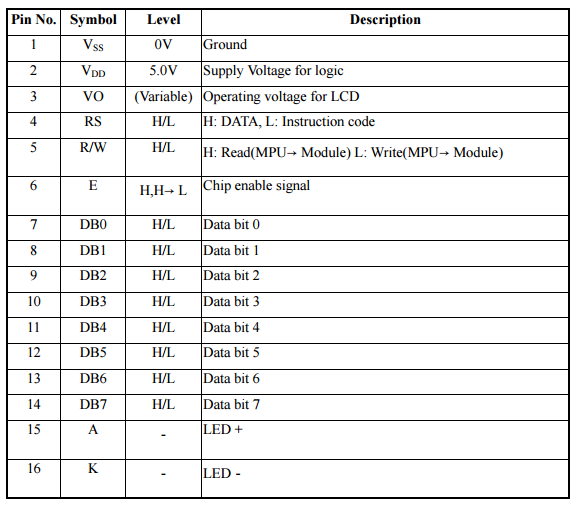 Pin No. Symbol Level Description
1 VSS 0V Ground
2 VDD 5.0V Supply Voltage for logic
3 VO (Variable) Operating voltage for LCD
4 RS H/L H: DATA, L: Instruction code
5 R/W H/L H: Read(MPU→ Module) L: Write(MPU→ Module)
6 E H,H→ L Chip enable signal
7 DB0 H/L Data bit 0
8 DB1 H/L Data bit 1
9 DB2 H/L Data bit 2
10 DB3 H/L Data bit 3
11 DB4 H/L Data bit 4
12 DB5 H/L Data bit 5
13 DB6 H/L Data bit 6
14 DB7 H/L Data bit 7
15 A - LED +
16 K - LED -